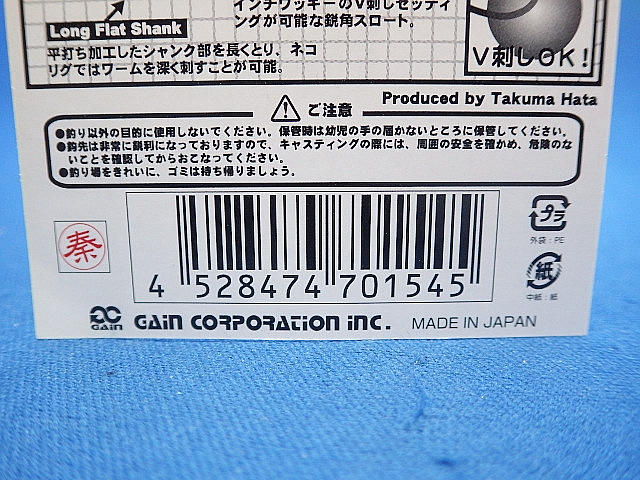 Long Flat Shank
平打ち加工したシャンク部を長くとり、ネコ
リグではワームを深く刺すことが可能。
インチワッキーのV刺しセッティ
ングが可能な鋭角スロート。
V刺しOK!
Produced by Takuma Hata
ご注意
●釣り以外の目的に使用しないでください。保管時は幼児の手の届かないところに保管してください。
●鈎先は非常に鋭利になっておりますので、キャスティングの際には、周囲の安全を確かめ、危険のな
いことを確認してからおこなってください。
●釣り場をきれいに、ゴミは持ち帰りましょう。
秦
4 528474 701545
プラ
外袋:PE
紙
中紙:紙
GAIN
GAIN CORPORATION INC.
MADE IN JAPAN